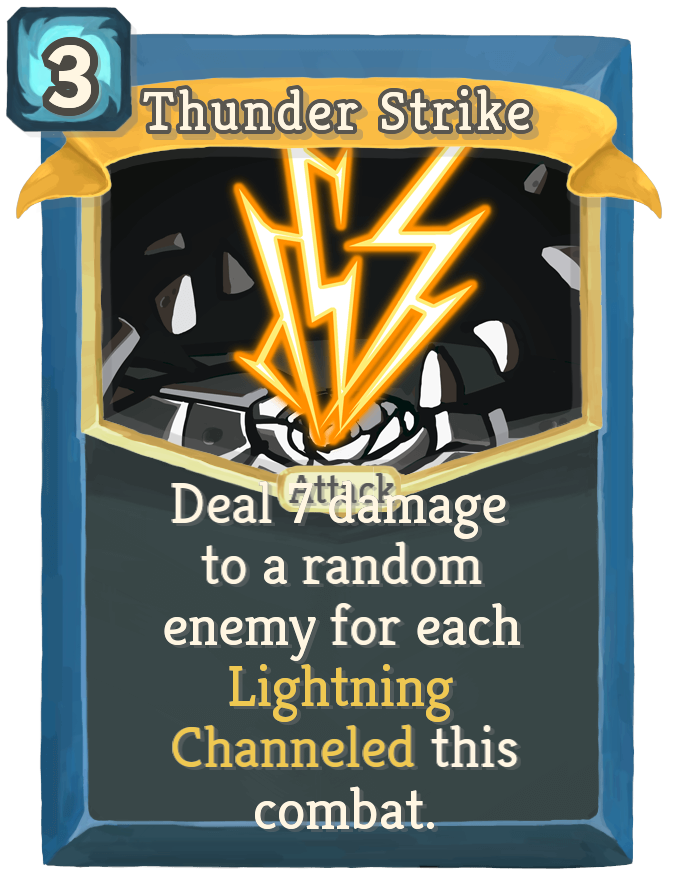 3
Thunder Strike
Attack
Deal 7 damage
to a random
enemy for each
Lightning
Channeled this
combat.